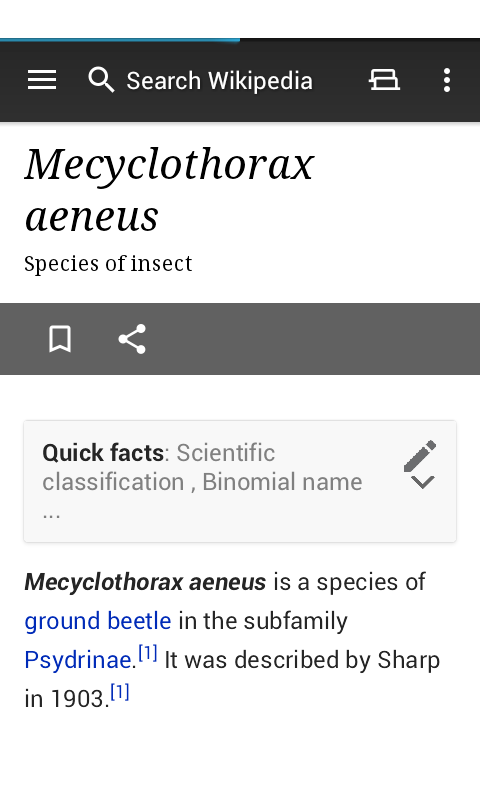 Search Wikipedia
Mecyclothorax
aeneus
Species of insect
Quick facts: Scientific
classification , Binomial name
...
Mecyclothorax aeneus is a species of
ground beetle in the subfamily
Psydrinae.[1] It was described by Sharp
in 1903.[1]